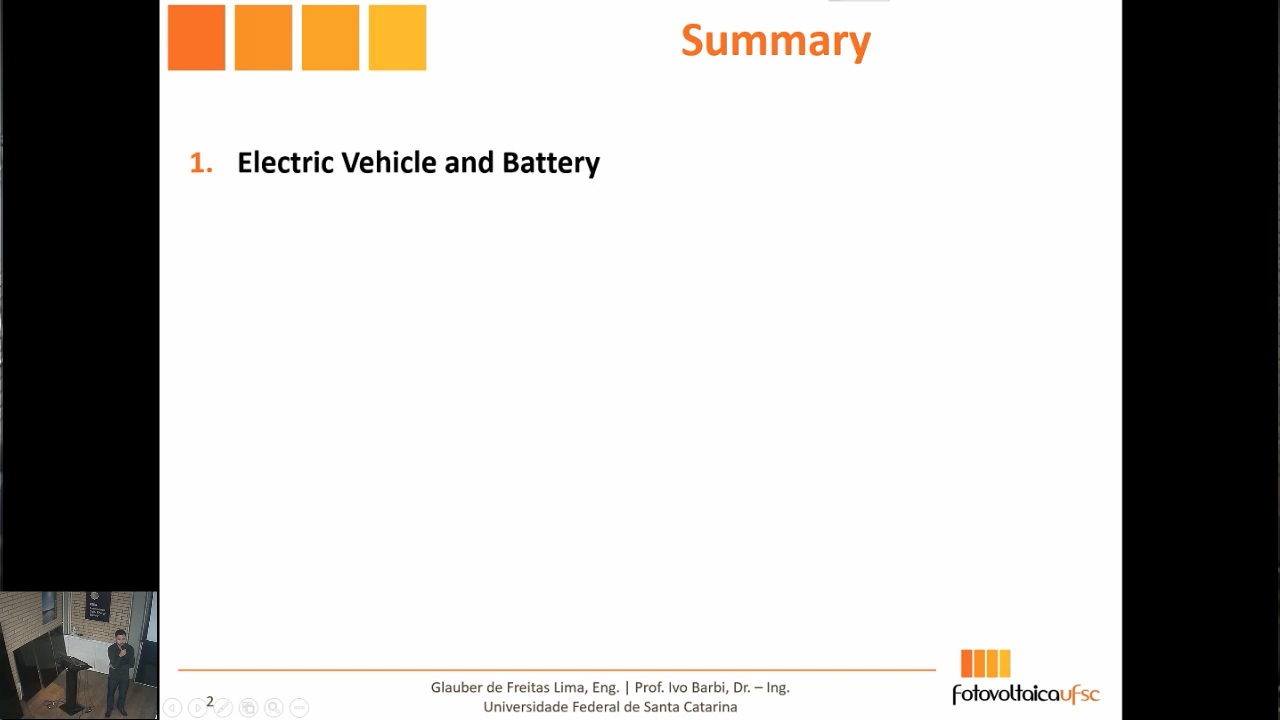 Summary
1. Electric Vehicle and Battery
Glauber de Freitas Lima, Eng. | Prof. Ivo Barbi, Dr. – Ing.
Universidade Federal de Santa Catarina
2
fotovoltaicaufsc